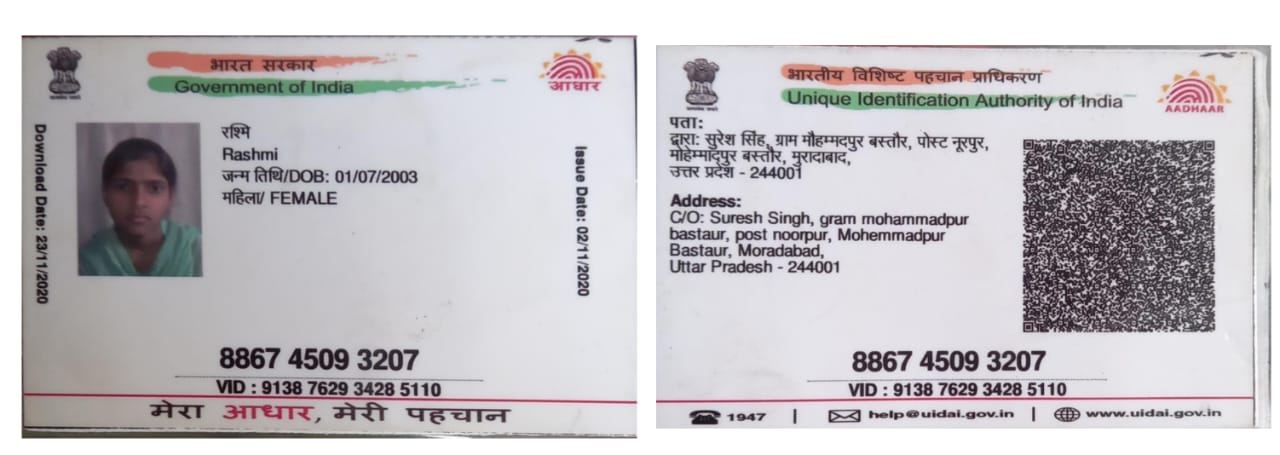 भारत सरकार
Government of India
आधार
Download Date: 23/11/2020
रश्मि
Rashmi
जन्म तिथि/DOB: 01/07/2003
महिला/ FEMALE
Issue Date: 02/11/2020
8867 4509 3207
VID : 9138 7629 3428 5110
मेरा आधार, मेरी पहचान
भारतीय विशिष्ट पहचान प्राधिकरण
Unique Identification Authority of India
AADHAAR
पता:
द्वारा: सुरेश सिंह, ग्राम मौहम्मदपुर बस्तौर, पोस्ट नूरपुर,
मोहेम्मादपुर बस्तौर, मुरादाबाद,
उत्तर प्रदेश - 244001
Address:
C/O: Suresh Singh, gram mohammadpur
bastaur, post noorpur, Mohemmadpur
Bastaur, Moradabad,
Uttar Pradesh - 244001
8867 4509 3207
VID : 9138 7629 3428 5110
1947 | help@uidai.gov.in | www.uidai.gov.in